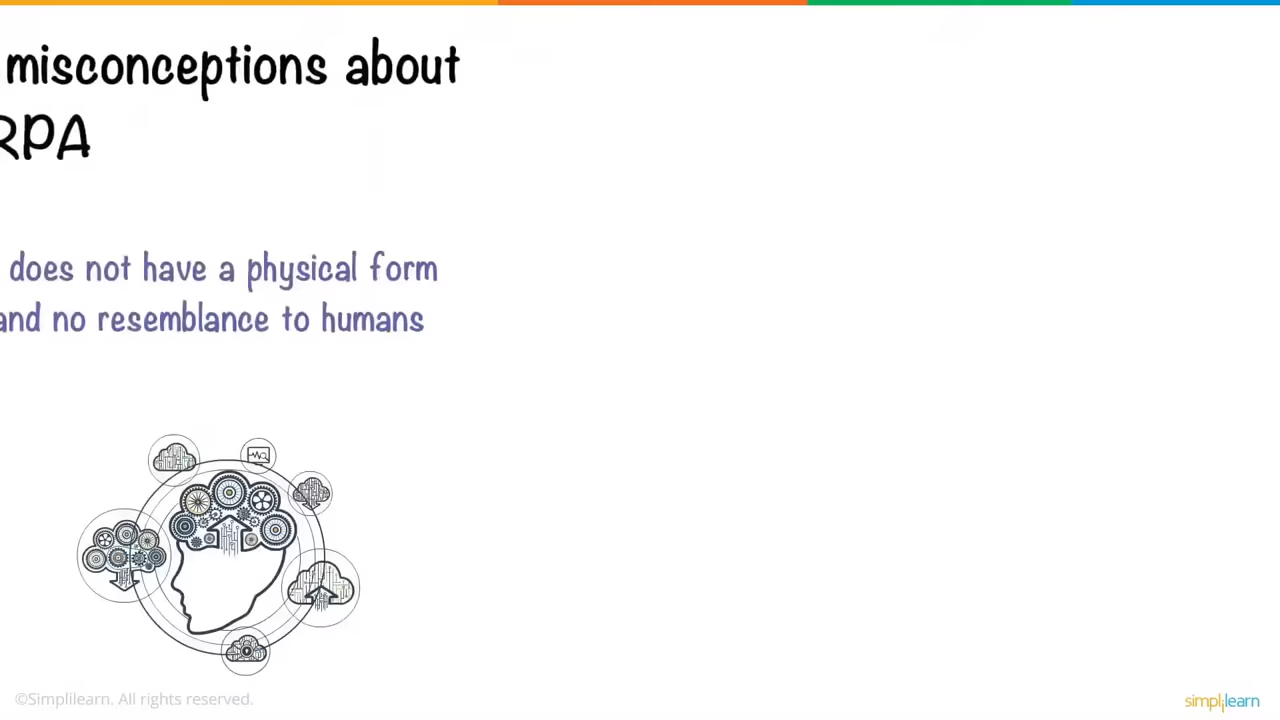 misconceptions about
RPA
does not have a physical form
and no resemblance to humans
©Simplilearn. All rights reserved.
simplilearn